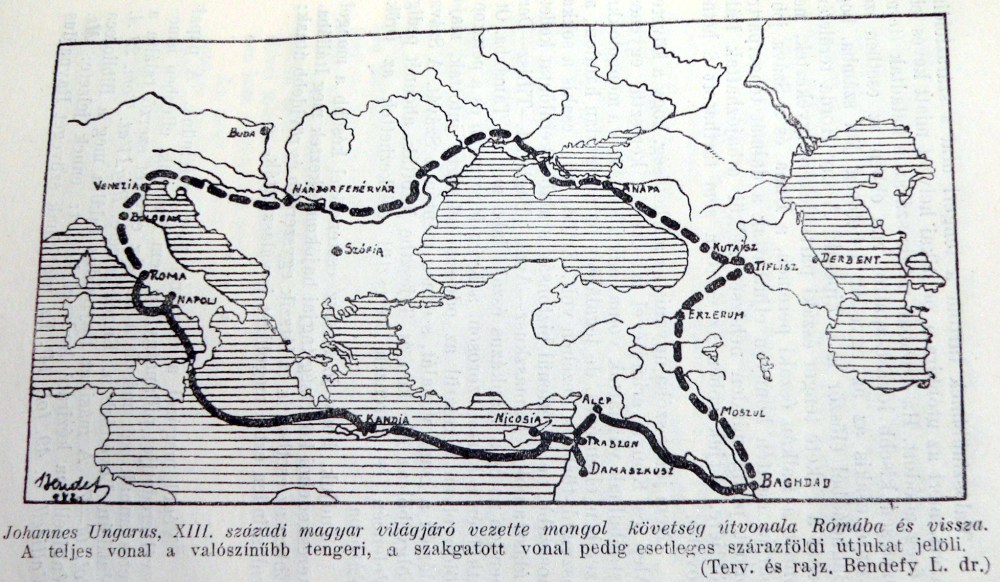 BUDA
VENEZIA
NÁNDORFEHÉRVÁR
ANAPA
BOLOGNA
SZÓFIA
KUTAISZ
TIFLISZ
DERBENT
ROMA
NAPOLI
ERZERUM
ALEP
MOSZUL
KANDIA
NICOSIA
TRABLON
DAMASZKUSZ
BAGHDAD
Bendefy
Johannes Ungarus, XIII. századi magyar világjáró vezette mongol követség útvonala Rómába és vissza.
A teljes vonal a valószínűbb tengeri, a szakgatott vonal pedig esetleges szárazföldi útjukat jelöli.
(Terv. és rajz. Bendefy L. dr.)